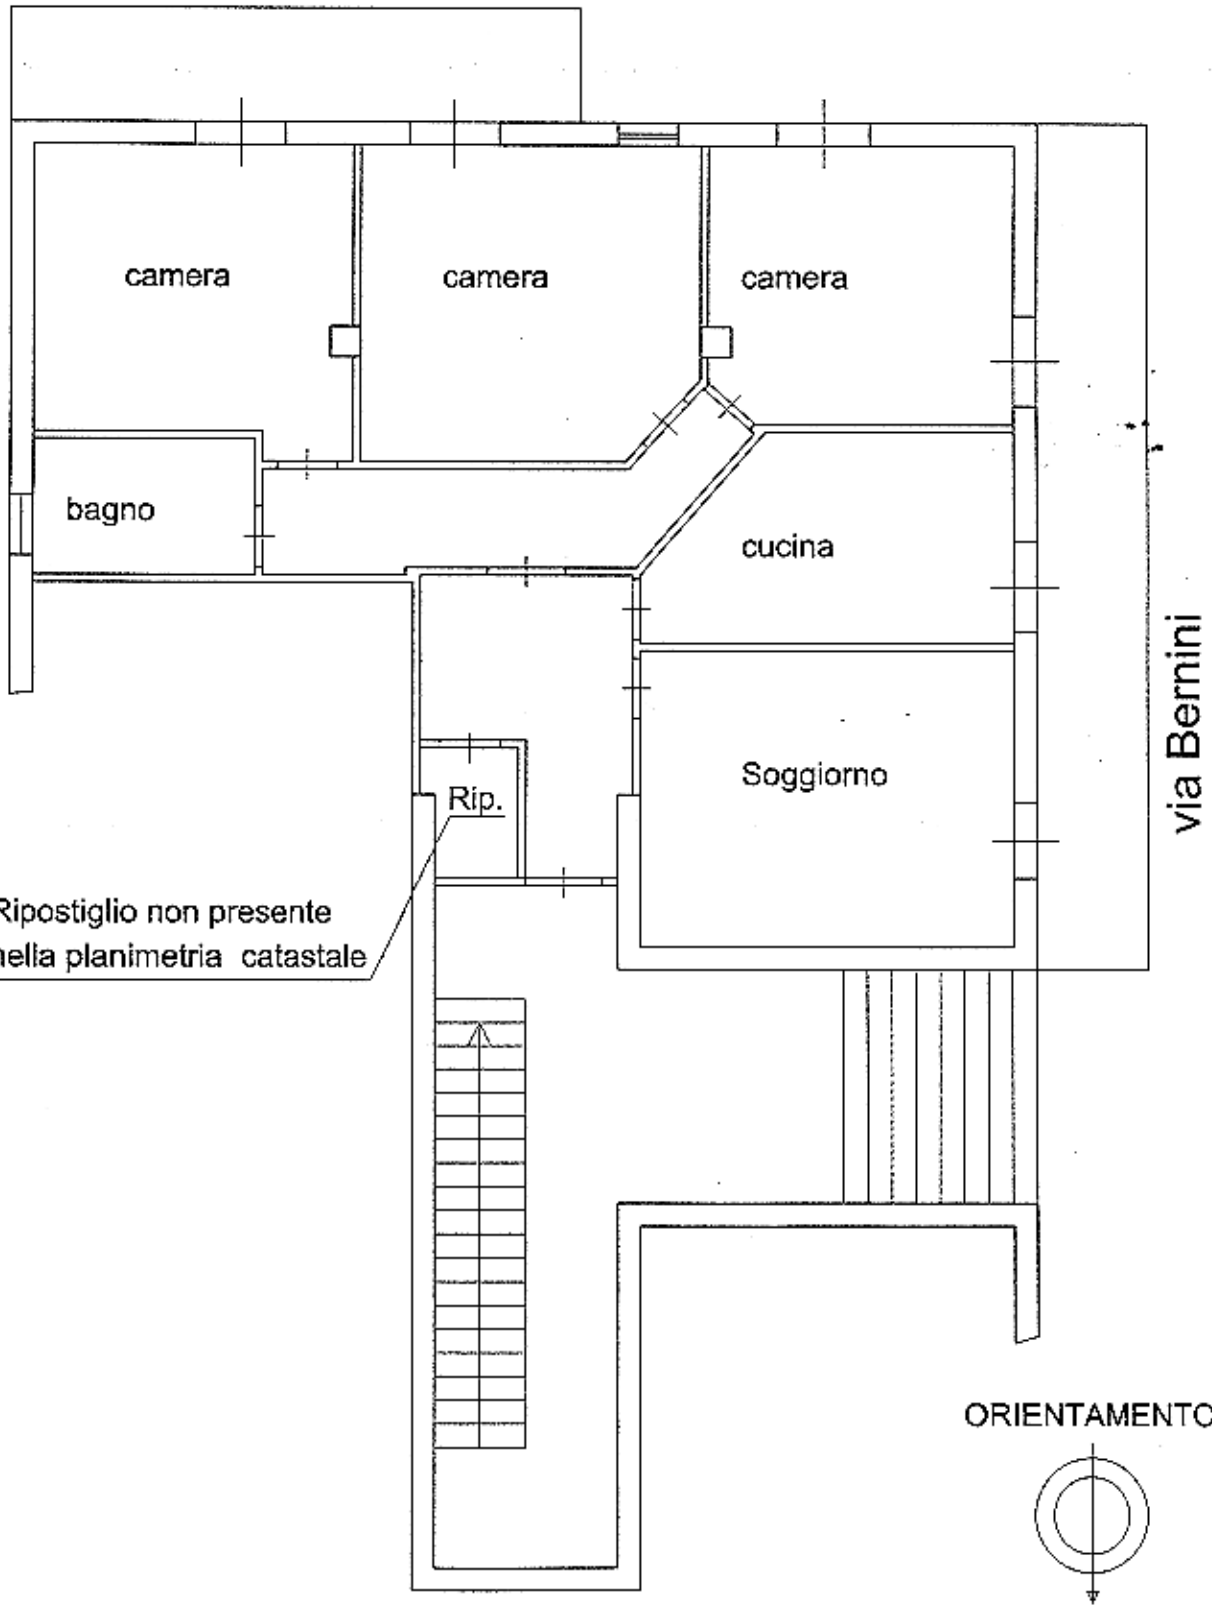 camera
camera
camera
bagno
cucina
Soggiorno
via Bernini
Rip.
Ripostiglio non presente
nella planimetria catastale
ORIENTAMENTO